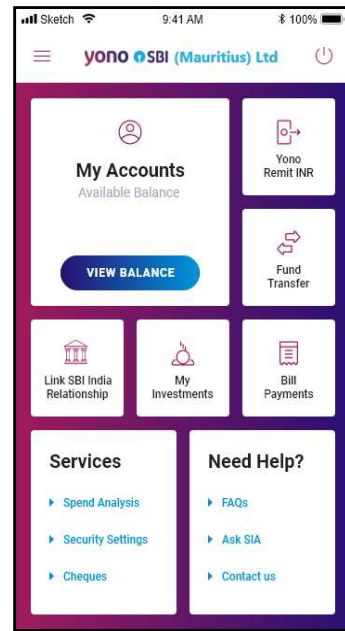 Sketch 9:41 AM 100%
yono SBI (Mauritius) Ltd
My Accounts
Available Balance
VIEW BALANCE
Yono
Remit INR
Fund
Transfer
Link SBI India
Relationship
My
Investments
Bill
Payments
Services
Spend Analysis
Security Settings
Cheques
Need Help?
FAQs
Ask SIA
Contact us